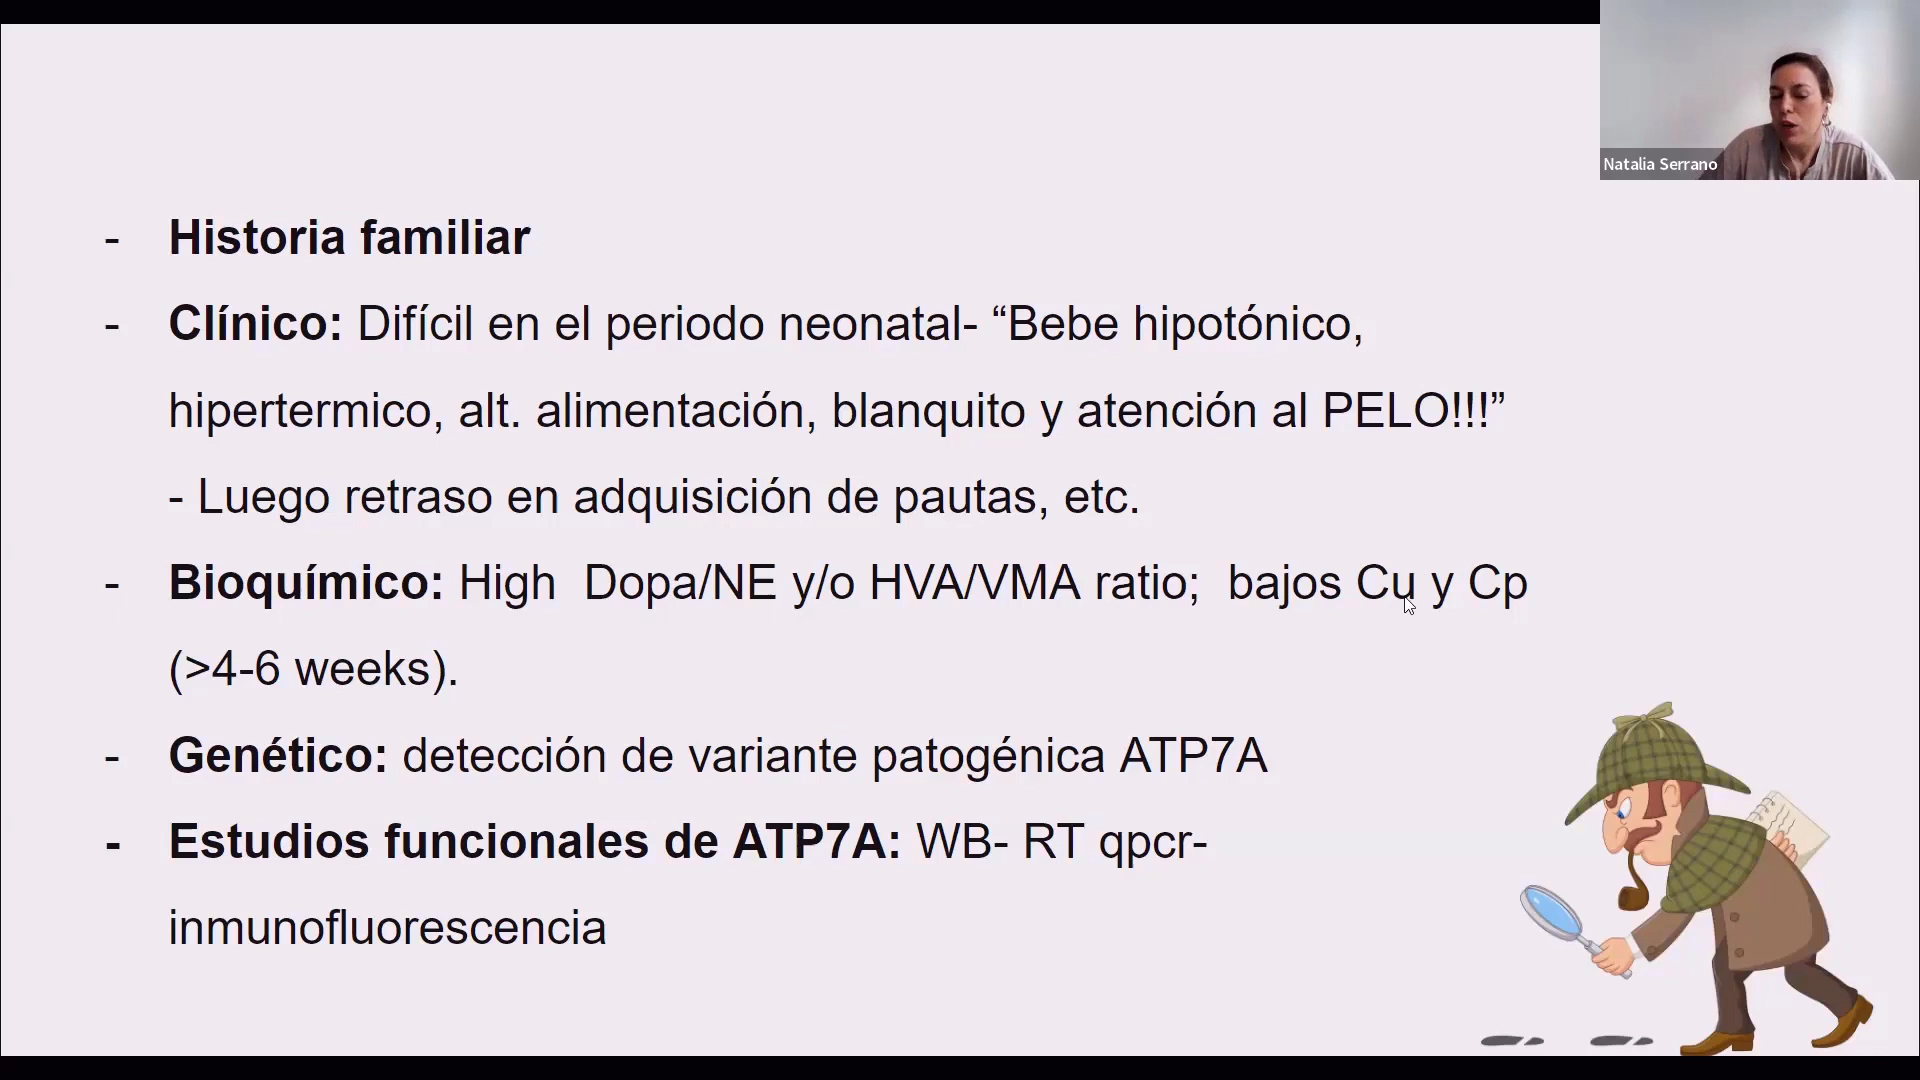 Natalia Serrano
- Historia familiar
- Clínico: Difícil en el periodo neonatal- “Bebe hipotónico,
hipertermico, alt. alimentación, blanquito y atención al PELO!!!”
- Luego retraso en adquisición de pautas, etc.
- Bioquímico: High  Dopa/NE y/o HVA/VMA ratio;  bajos Cu y Cp
(>4-6 weeks).
- Genético: detección de variante patogénica ATP7A
- Estudios funcionales de ATP7A: WB- RT qpcr-
inmunofluorescencia